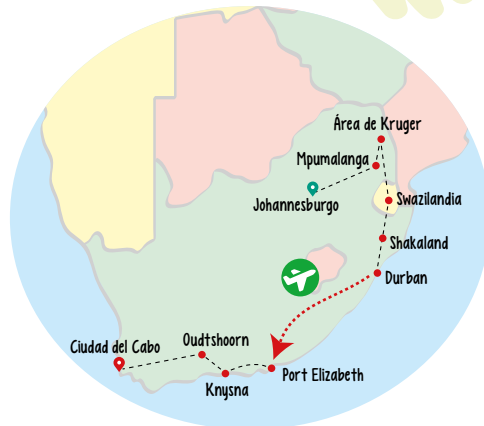 Área de Kruger
Mpumalanga
Johannesburgo
Swazilandia
Shakaland
Durban
Oudtshoorn
Ciudad del Cabo
Knysna
Port Elizabeth